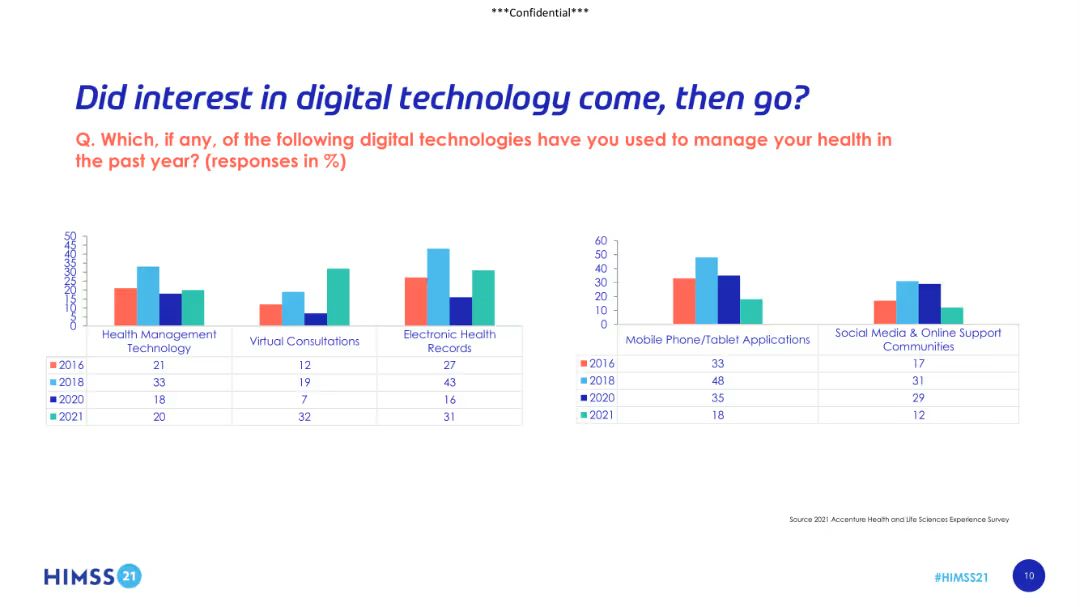 ***Confidential***
Did interest in digital technology come, then go?
Q. Which, if any, of the following digital technologies have you used to manage your health in
the past year? (responses in %)
50
45
40
35
30
25
20
15
10
5
0
Health Management
Technology
Virtual Consultations
Electronic Health
Records
2016 21 12 27
2018 33 19 43
2020 18 7 16
2021 20 32 31
60
50
40
30
20
10
0
Mobile Phone/Tablet Applications
Social Media & Online Support
Communities
2016 33 17
2018 48 31
2020 35 29
2021 18 12
Source 2021 Accenture Health and Life Sciences Experience Survey
HIMSS 21
#HIMSS21
10